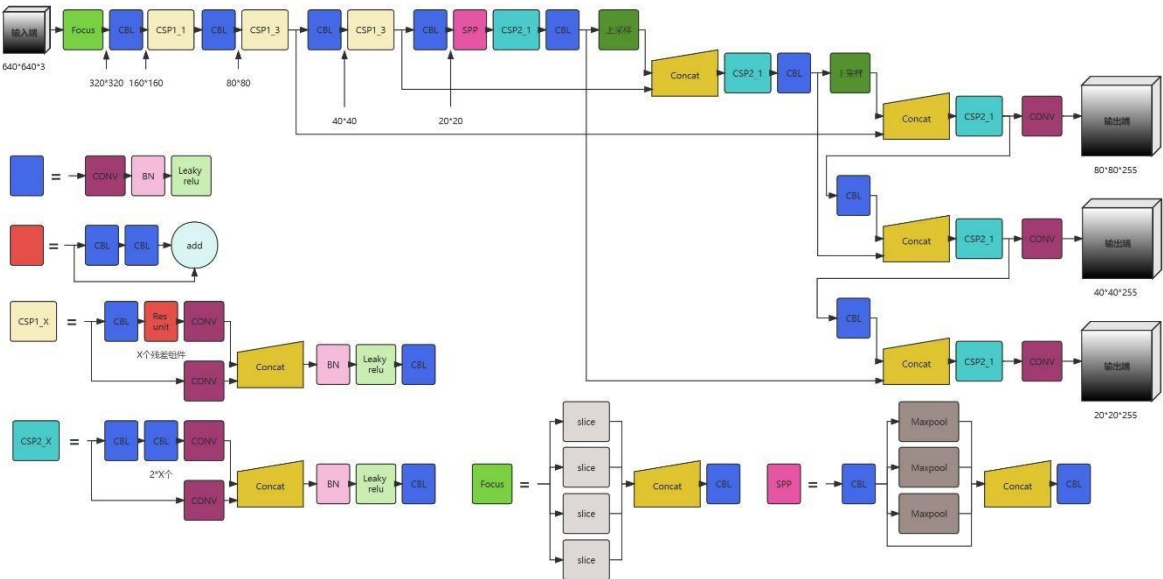 输入端
640*640*3
Focus
CBL
CSP1_1
CBL
CSP1_3
CBL
CSP1_3
CBL
SPP
CSP2_1
CBL
上采样
320*320
160*160
80*80
40*40
20*20
Concat
CSP2_1
CBL
上采样
Concat
CSP2_1
CONV
输出端
80*80*255
CBL
Concat
CSP2_1
CONV
输出端
40*40*255
CBL
Concat
CSP2_1
CONV
输出端
20*20*255
=
CONV
BN
Leaky
relu
=
CBL
CBL
add
CSP1_X
=
CBL
Res
unit
CONV
X个残差组件
CONV
Concat
BN
Leaky
relu
CBL
CSP2_X
=
CBL
CBL
CONV
2*X个
CONV
Concat
BN
Leaky
relu
CBL
Focus
=
slice
slice
slice
slice
Concat
CBL
SPP
=
CBL
Maxpool
Maxpool
Maxpool
Concat
CBL